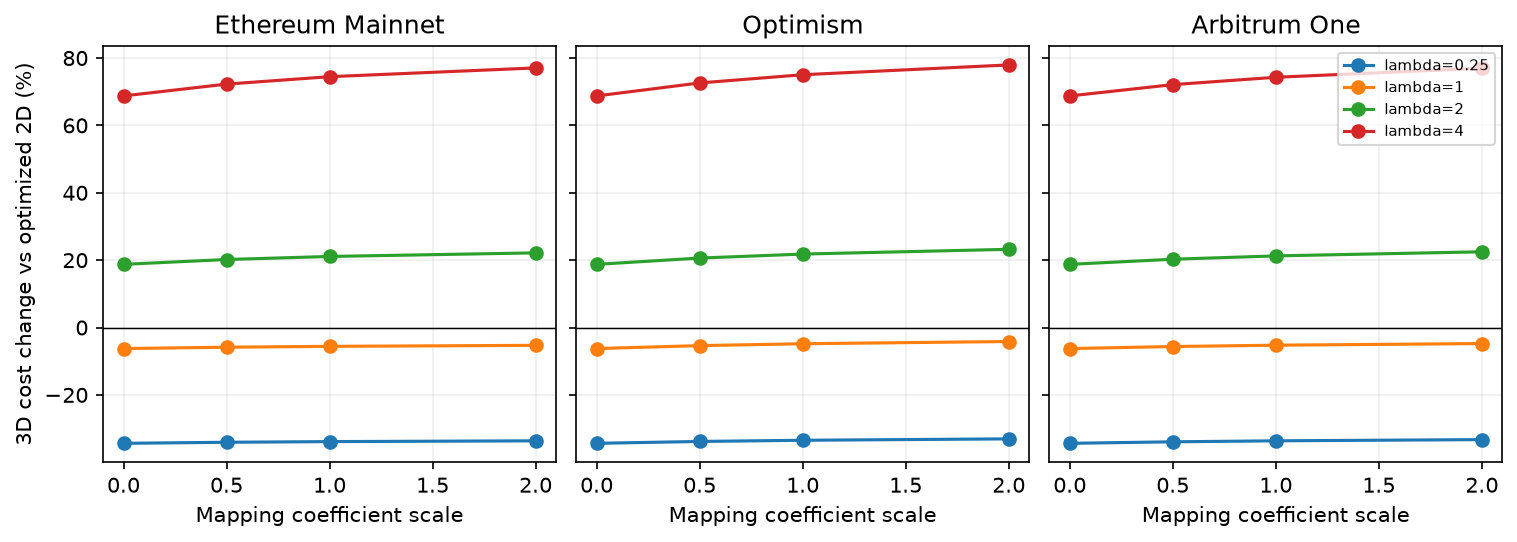 Ethereum Mainnet
Optimism
Arbitrum One
3D cost change vs optimized 2D (%)
80
60
40
20
0
−20
lambda=0.25
lambda=1
lambda=2
lambda=4
0.0 0.5 1.0 1.5 2.0
0.0 0.5 1.0 1.5 2.0
0.0 0.5 1.0 1.5 2.0
Mapping coefficient scale
Mapping coefficient scale
Mapping coefficient scale